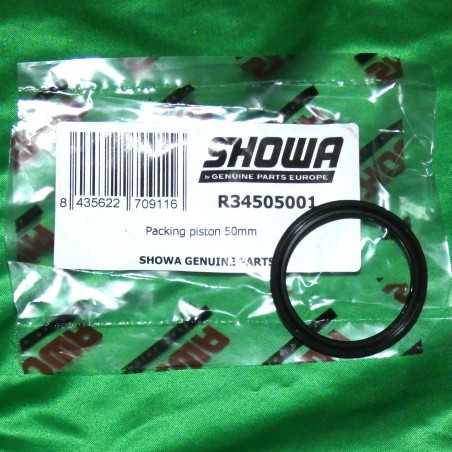 SHOWA
by GENUINE PARTS EUROPE
8 435622 709116
R34505001
Packing piston 50mm
SHOWA GENUINE PARTS